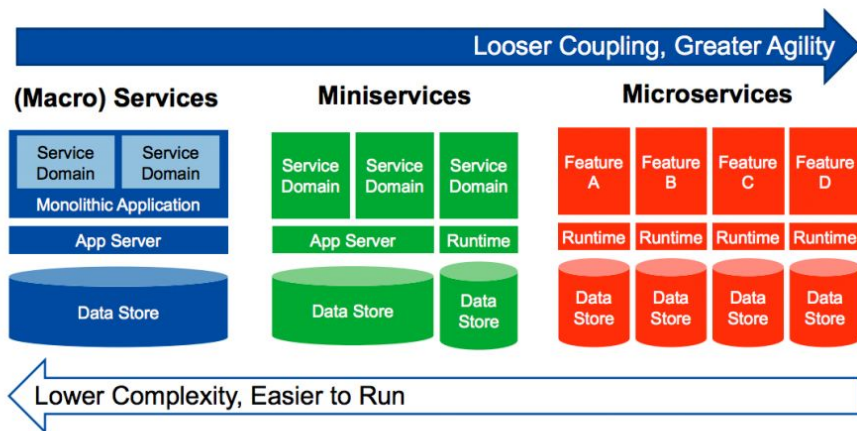 Looser Coupling, Greater Agility
(Macro) Services
Miniservices
Microservices
Service
Domain
Service
Domain
Monolithic Application
App Server
Data Store
Service
Domain
Service
Domain
Service
Domain
App Server
Runtime
Data Store
Data
Store
Feature
A
Feature
B
Feature
C
Feature
D
Runtime
Runtime
Runtime
Runtime
Data
Store
Data
Store
Data
Store
Data
Store
Lower Complexity, Easier to Run